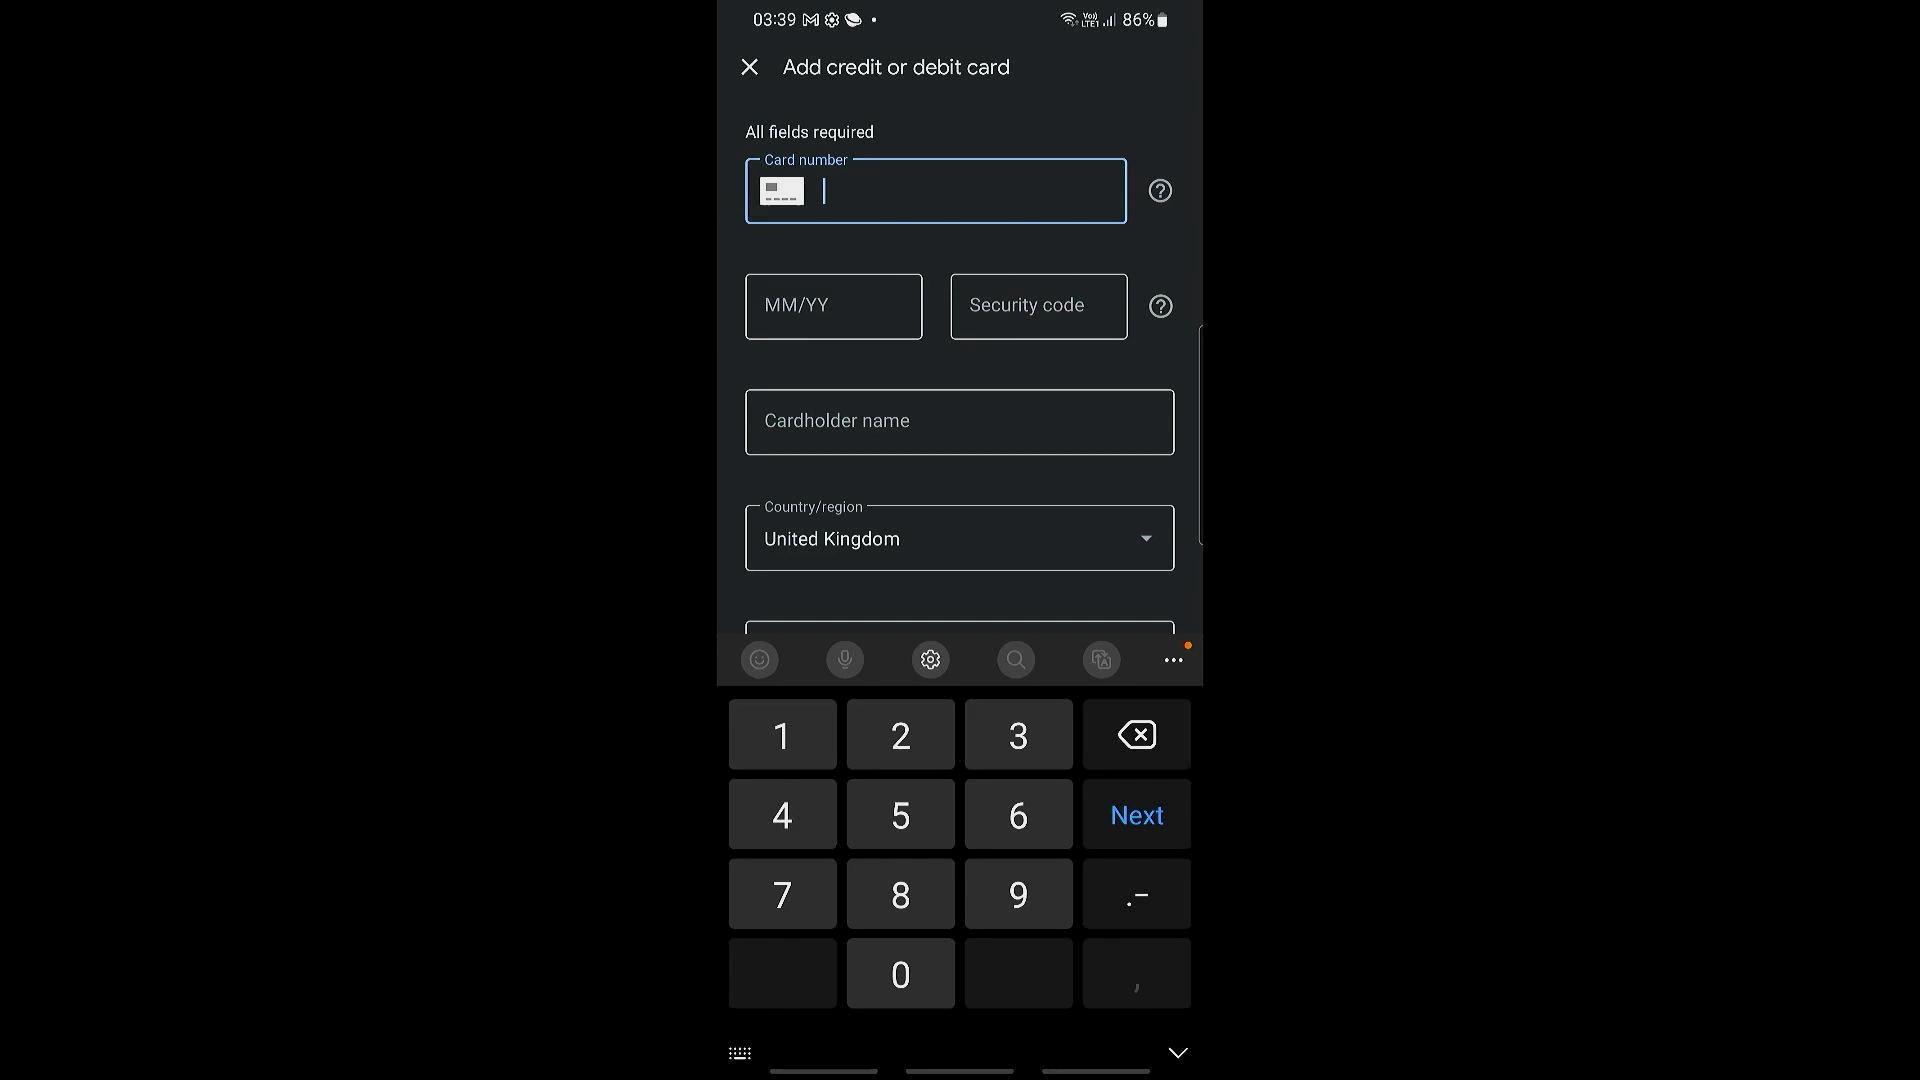 03:39 86%
Add credit or debit card
All fields required
Card number
MM/YY Security code
Cardholder name
Country/region
United Kingdom
1 2 3
4 5 6 Next
7 8 9 .-
0 ,